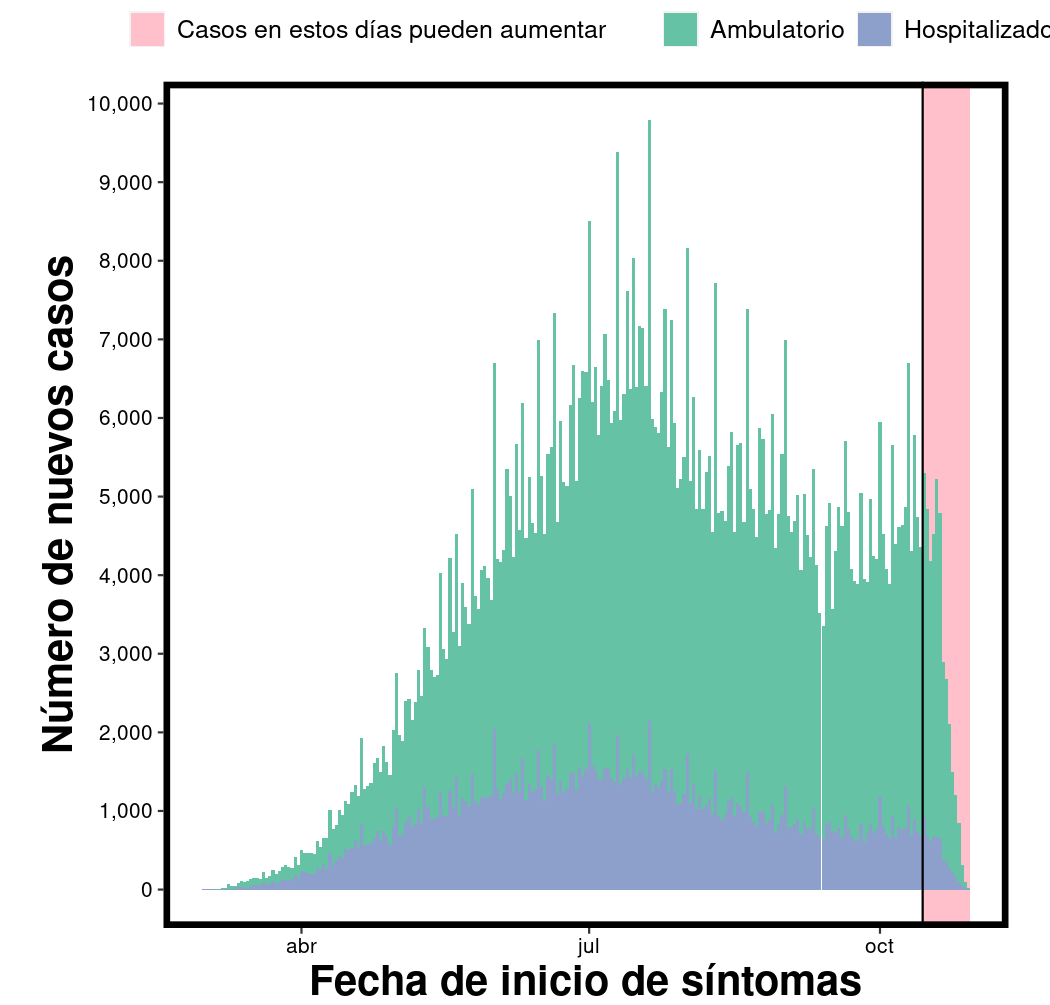 Casos en estos días pueden aumentar Ambulatorio Hospitalizado
10,000
9,000
8,000
7,000
6,000
5,000
4,000
3,000
2,000
1,000
0
Número de nuevos casos
abr jul oct
Fecha de inicio de síntomas